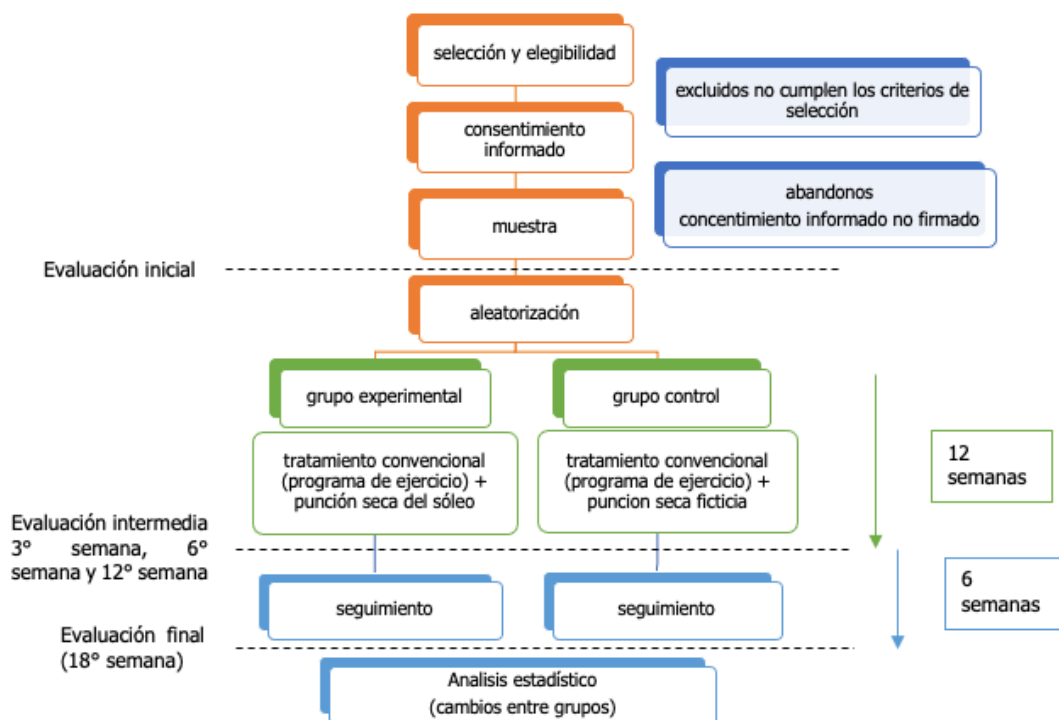 selección y elegibilidad
excluidos no cumplen los criterios de
selección
consentimiento
informado
abandonos
concentimiento informado no firmado
muestra
Evaluación inicial
aleatorización
grupo experimental
grupo control
tratamiento convencional
(programa de ejercicio) +
punción seca del sóleo
tratamiento convencional
(programa de ejercicio) +
puncion seca ficticia
12
semanas
Evaluación intermedia
3° semana, 6°
semana y 12° semana
seguimiento
seguimiento
6
semanas
Evaluación final
(18° semana)
Analisis estadístico
(cambios entre grupos)